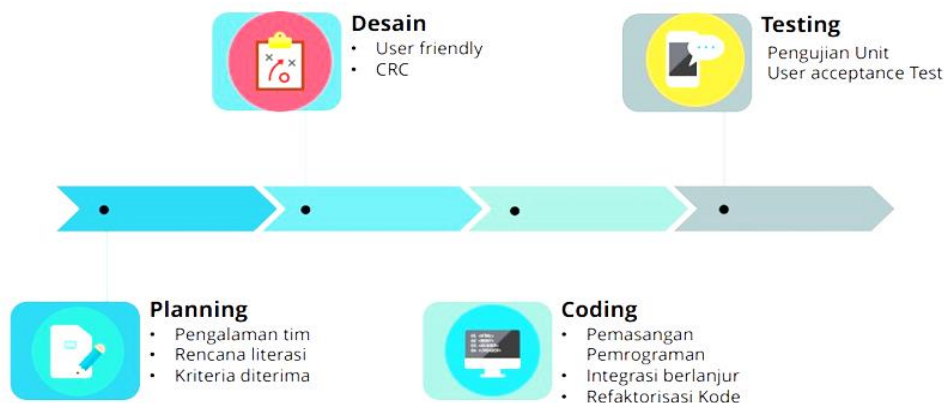 Desain
• User friendly
• CRC
Testing
Pengujian Unit
User acceptance Test
Planning
• Pengalaman tim
• Rencana literasi
• Kriteria diterima
Coding
• Pemasangan
Pemrograman
• Integrasi berlanjur
• Refaktorisasi Kode